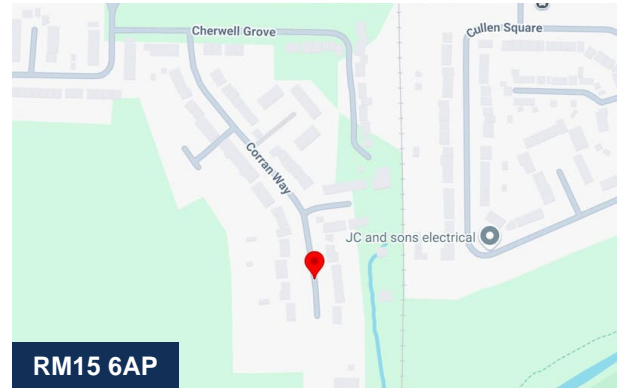 Cherwell Grove
Cullen Square
Corran Way
JC and sons electrical
RM15 6AP